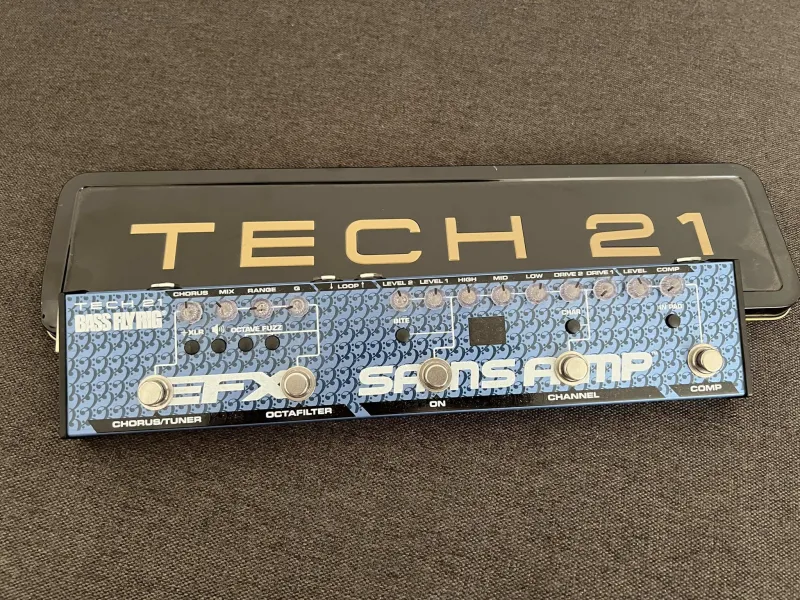 TECH 21
TECH 21
BASS FLY RIG
CHORUS MIX RANGE Q
↓ LOOP ↑
LEVEL 2 LEVEL 1 HIGH MID LOW DRIVE 2 DRIVE 1 LEVEL COMP
XLR OCTAVE FUZZ
BITE
CHAR
EFX
SANSAMP
CHORUS/TUNER
OCTAFILTER
ON
CHANNEL
COMP